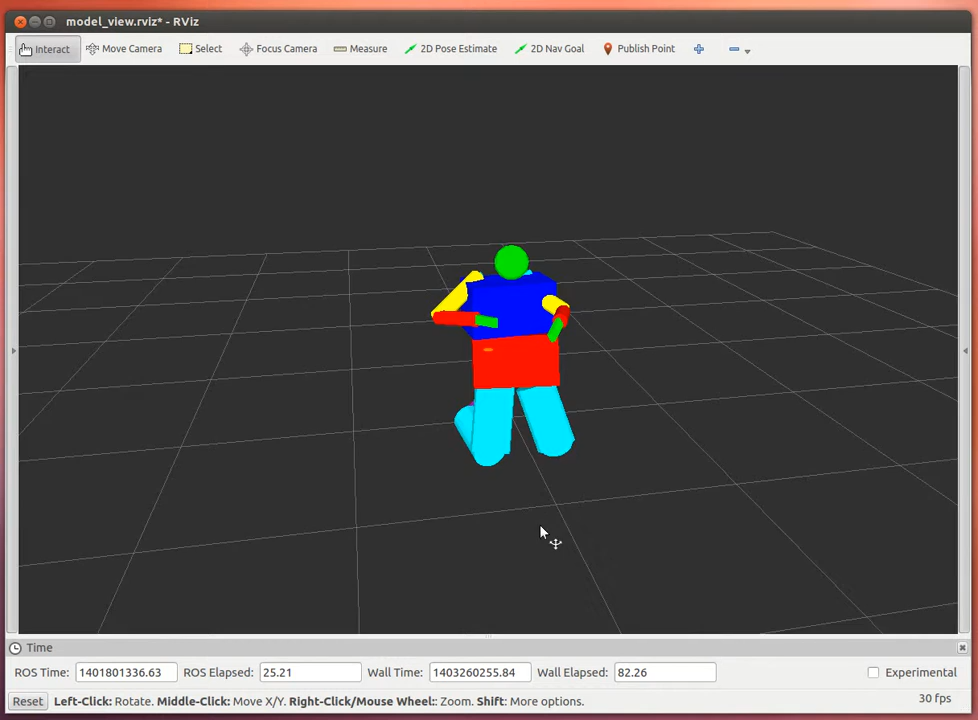 model_view.rviz* - RViz
Interact Move Camera Select Focus Camera Measure 2D Pose Estimate 2D Nav Goal Publish Point
Time
ROS Time: 1401801336.63 ROS Elapsed: 25.21 Wall Time: 1403260255.84 Wall Elapsed: 82.26 Experimental
Reset Left-Click: Rotate. Middle-Click: Move X/Y. Right-Click/Mouse Wheel:: Zoom. Shift: More options. 30 fps